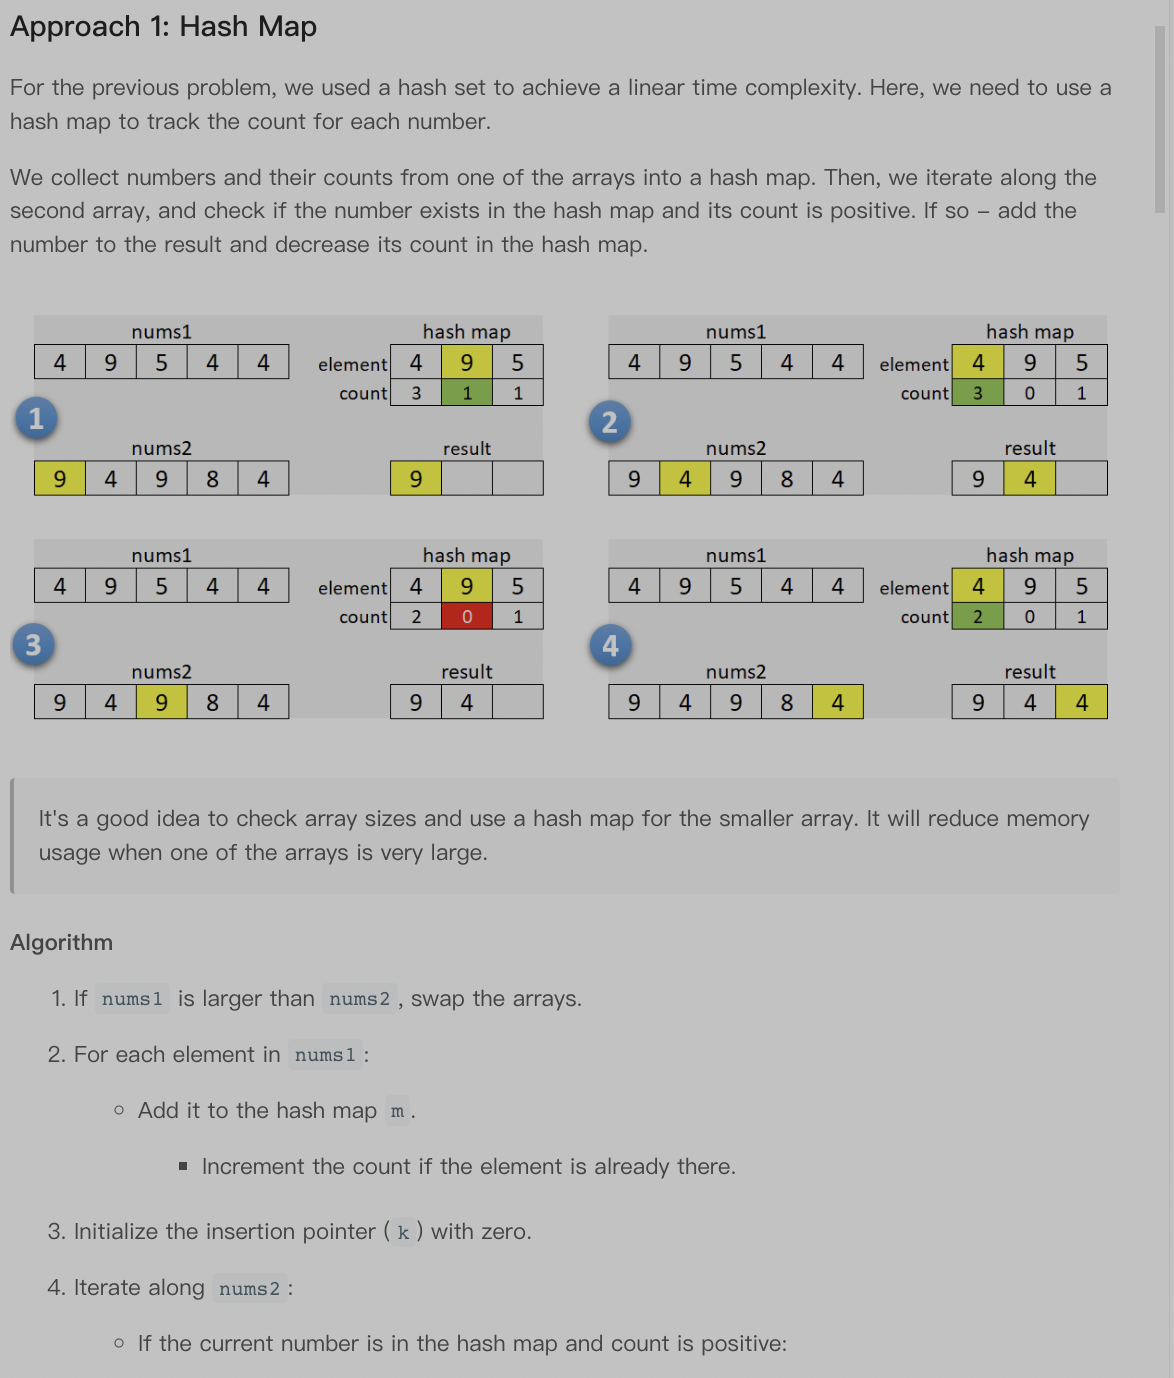 Approach 1: Hash Map
For the previous problem, we used a hash set to achieve a linear time complexity. Here, we need to use a
hash map to track the count for each number.
We collect numbers and their counts from one of the arrays into a hash map. Then, we iterate along the
second array, and check if the number exists in the hash map and its count is positive. If so – add the
number to the result and decrease its count in the hash map.
nums1 hash map
4 9 5 4 4 element 4 9 5
count 3 1 1
1
nums2 result
9 4 9 8 4 9
nums1 hash map
4 9 5 4 4 element 4 9 5
count 3 0 1
2
nums2 result
9 4 9 8 4 9 4
nums1 hash map
4 9 5 4 4 element 4 9 5
count 2 0 1
3
nums2 result
9 4 9 8 4 9 4
nums1 hash map
4 9 5 4 4 element 4 9 5
count 2 0 1
4
nums2 result
9 4 9 8 4 9 4 4
It's a good idea to check array sizes and use a hash map for the smaller array. It will reduce memory
usage when one of the arrays is very large.
Algorithm
1. If nums1 is larger than nums2, swap the arrays.
2. For each element in nums1:
○ Add it to the hash map m.
■ Increment the count if the element is already there.
3. Initialize the insertion pointer (k) with zero.
4. Iterate along nums2:
○ If the current number is in the hash map and count is positive: